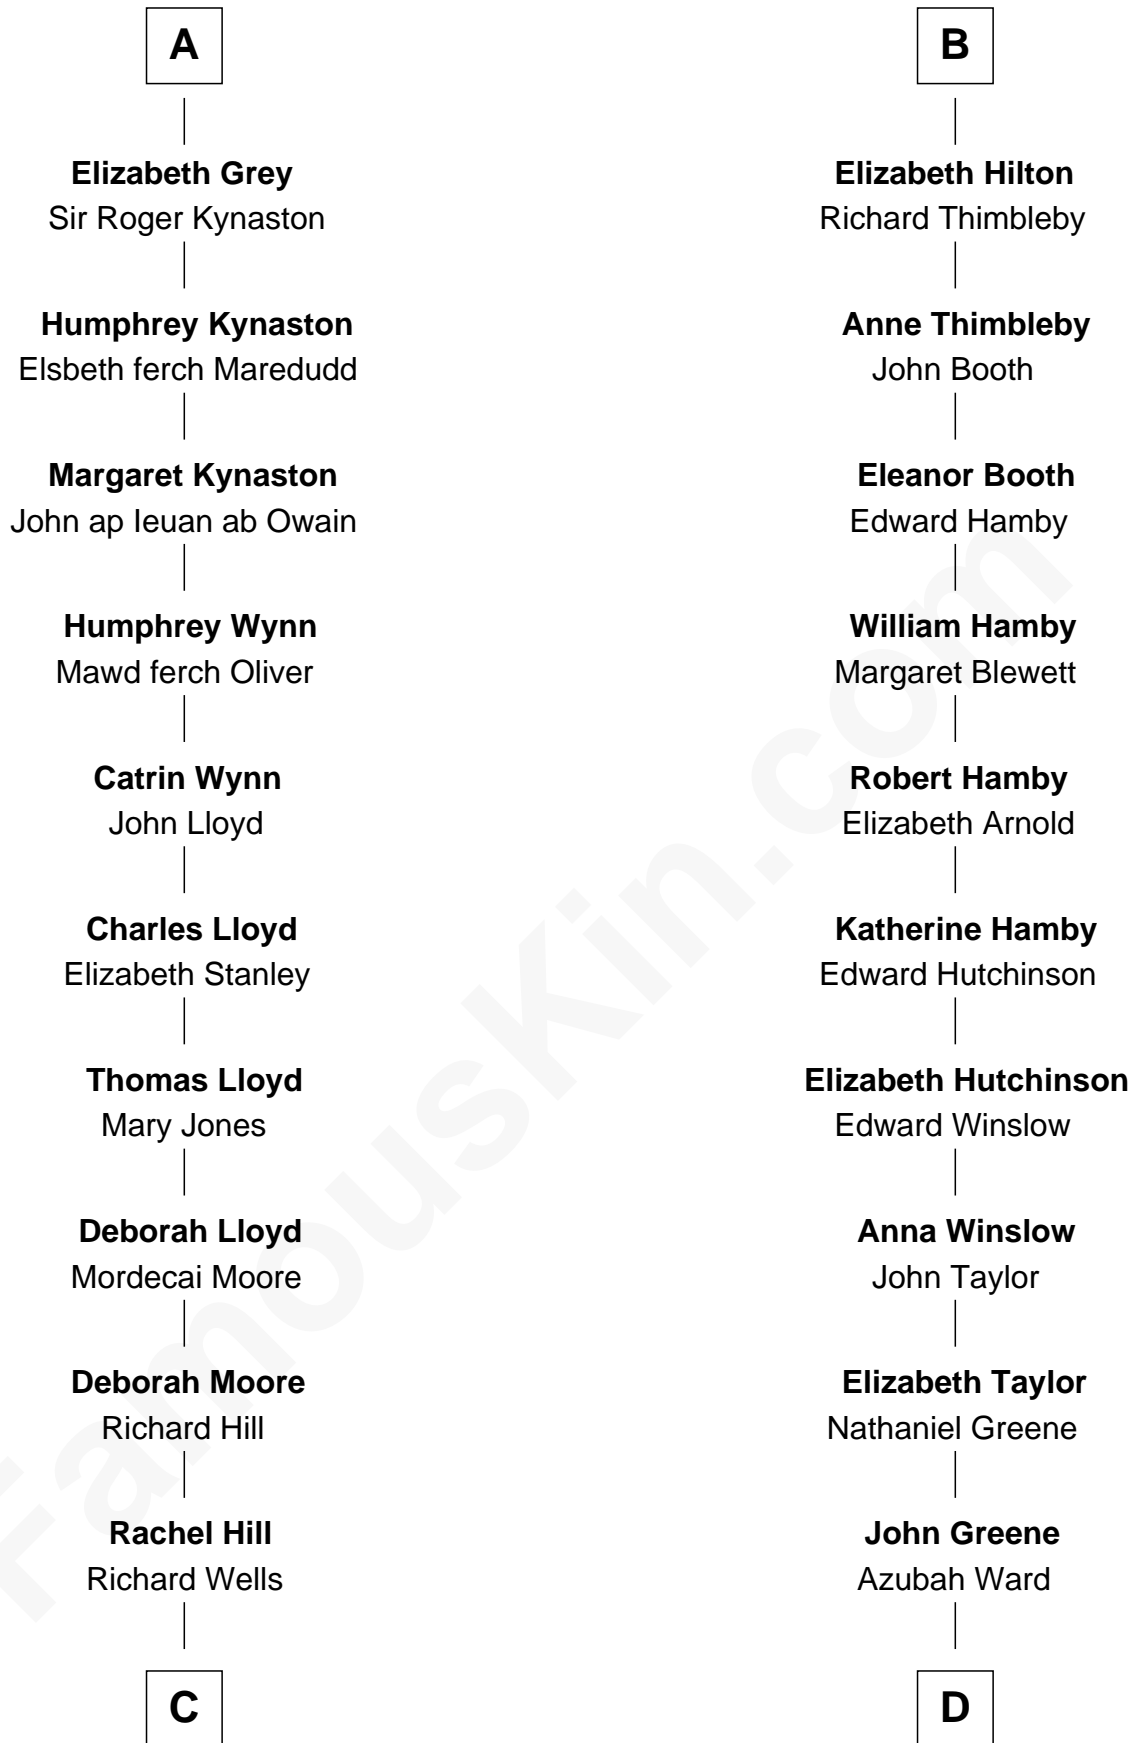 A
Elizabeth Grey
Sir Roger Kynaston
Humphrey Kynaston
Elsbeth ferch Maredudd
Margaret Kynaston
John ap Ieuan ab Owain
Humphrey Wynn
Mawd ferch Oliver
Catrin Wynn
John Lloyd
Charles Lloyd
Elizabeth Stanley
Thomas Lloyd
Mary Jones
Deborah Lloyd
Mordecai Moore
Deborah Moore
Richard Hill
Rachel Hill
Richard Wells
C
B
Elizabeth Hilton
Richard Thimbleby
Anne Thimbleby
John Booth
Eleanor Booth
Edward Hamby
William Hamby
Margaret Blewett
Robert Hamby
Elizabeth Arnold
Katherine Hamby
Edward Hutchinson
Elizabeth Hutchinson
Edward Winslow
Anna Winslow
John Taylor
Elizabeth Taylor
Nathaniel Greene
John Greene
Azubah Ward
D
FamousKin.com